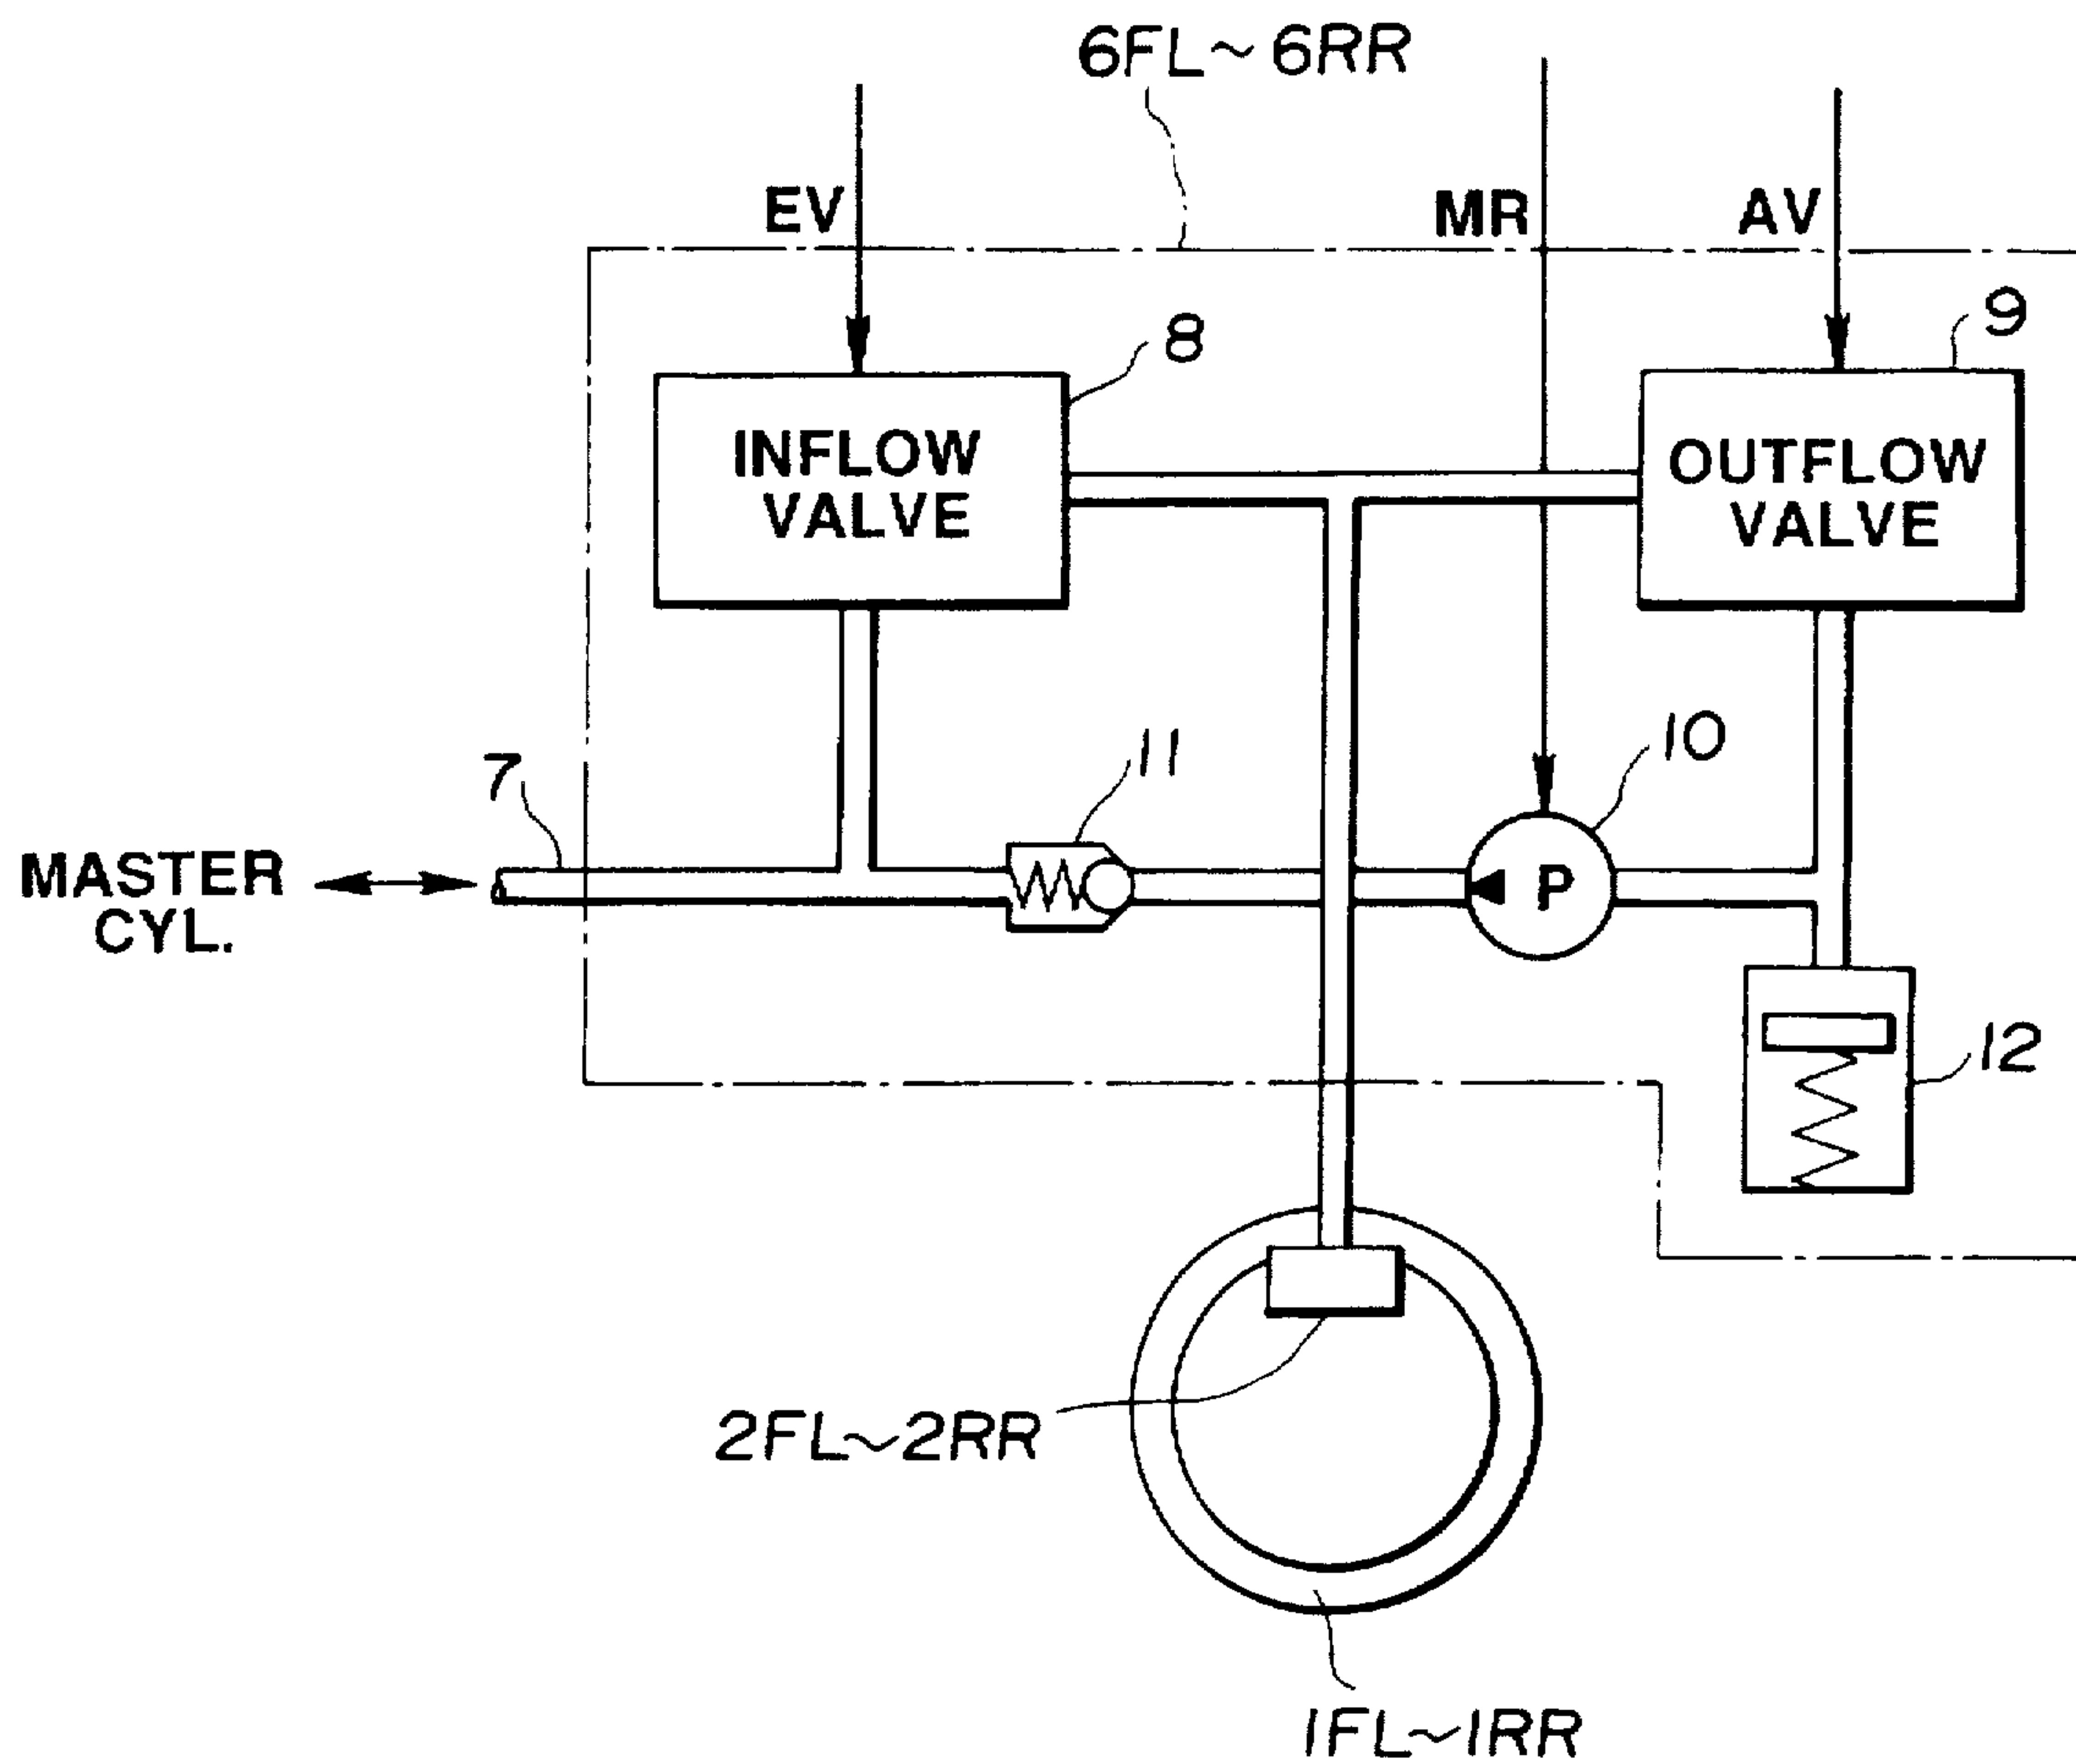 6FL~6RR
EV
MR
AV
8
9
INFLOW
VALVE
OUTFLOW
VALVE
7
11
10
MASTER
CYL.
P
12
2FL~2RR
1FL~1RR